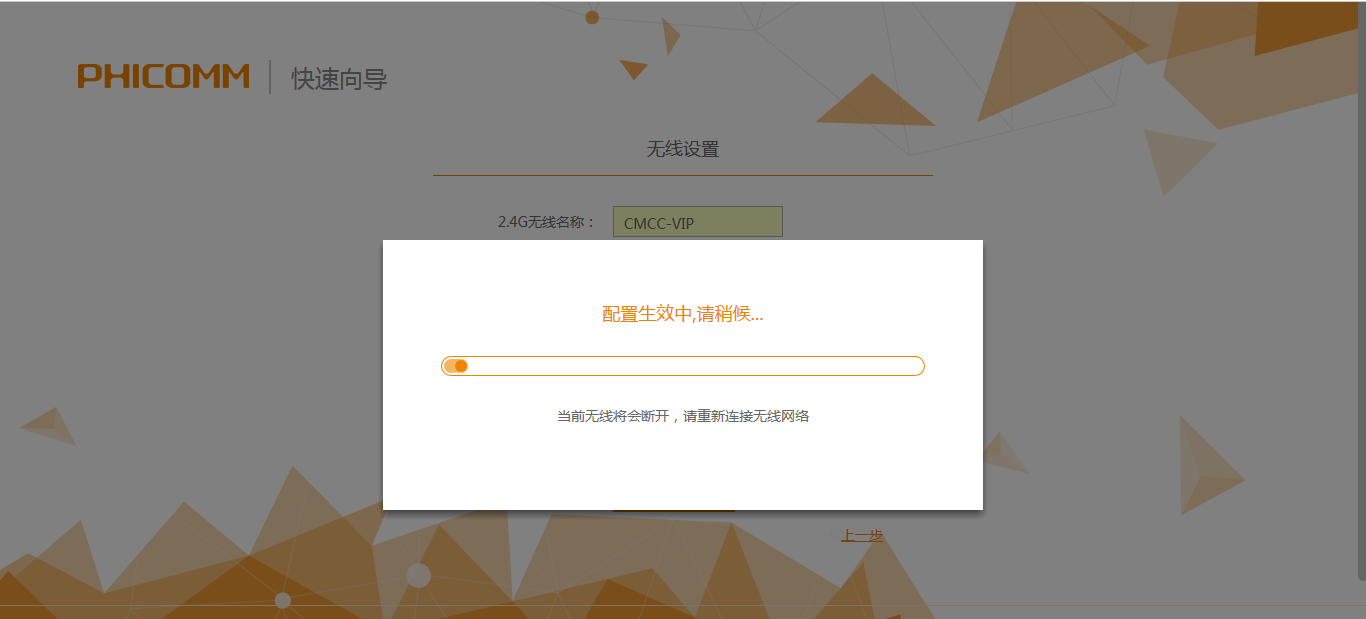 PHICOMM 快速向导
无线设置
2.4G无线名称： CMCC-VIP
配置生效中,请稍候...
当前无线将会断开，请重新连接无线网络
上一步